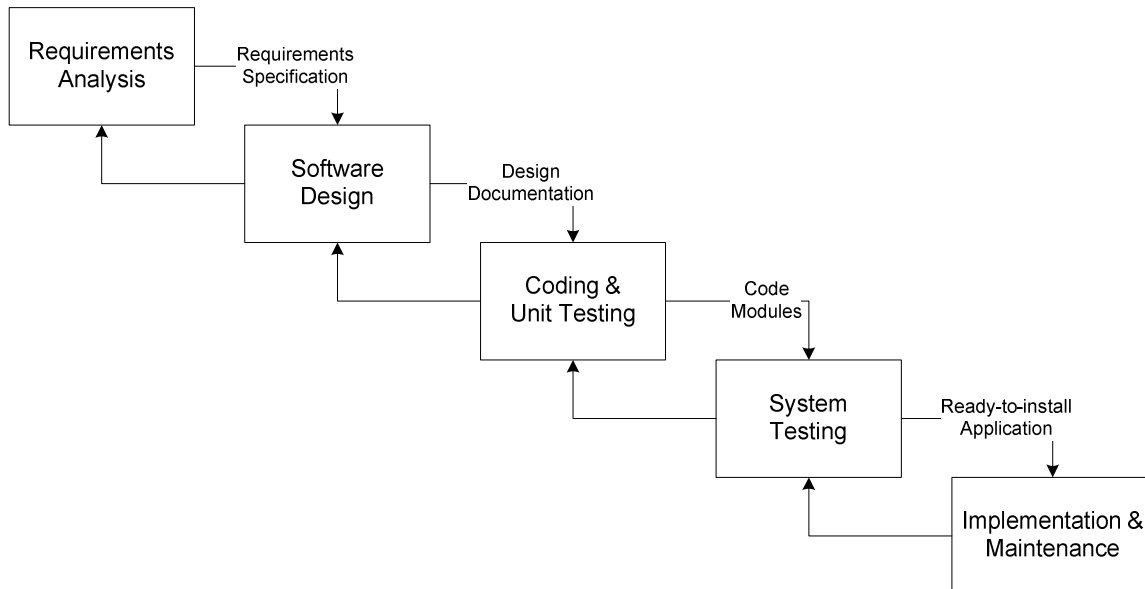 Requirements
Analysis
Requirements
Specification
Software
Design
Design
Documentation
Coding &
Unit Testing
Code
Modules
System
Testing
Ready-to-install
Application
Implementation &
Maintenance